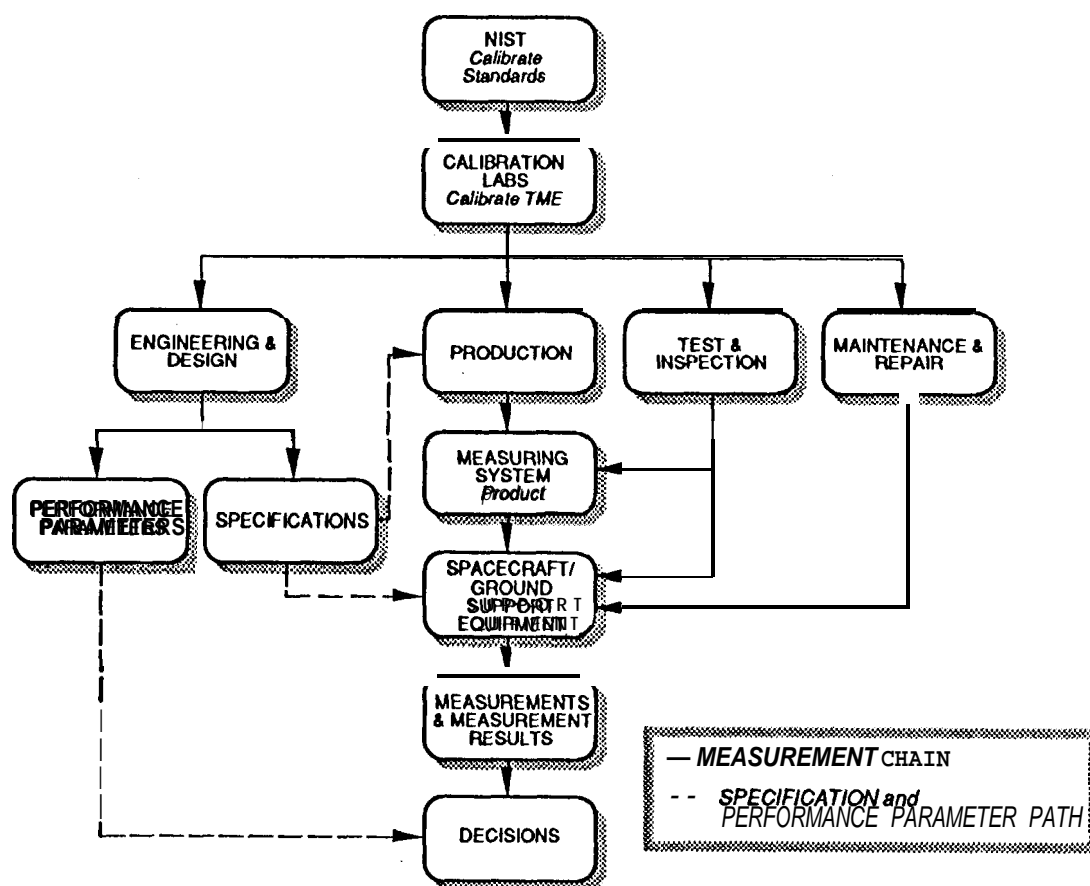 NIST
Calibrate
Standards
CALIBRATION
LABS
Calibrate TME
ENGINEERING &
DESIGN
PRODUCTION
TEST &
INSPECTION
MAINTENANCE &
REPAIR
PERFORMANCE
PARAMETERS
SPECIFICATIONS
MEASURING
SYSTEM
Product
SPACECRAFT/
GROUND
SUPPORT
EQUIPMENT
MEASUREMENTS
& MEASUREMENT
RESULTS
DECISIONS
— MEASUREMENT CHAIN
-- SPECIFICATION and
PERFORMANCE PARAMETER PATH